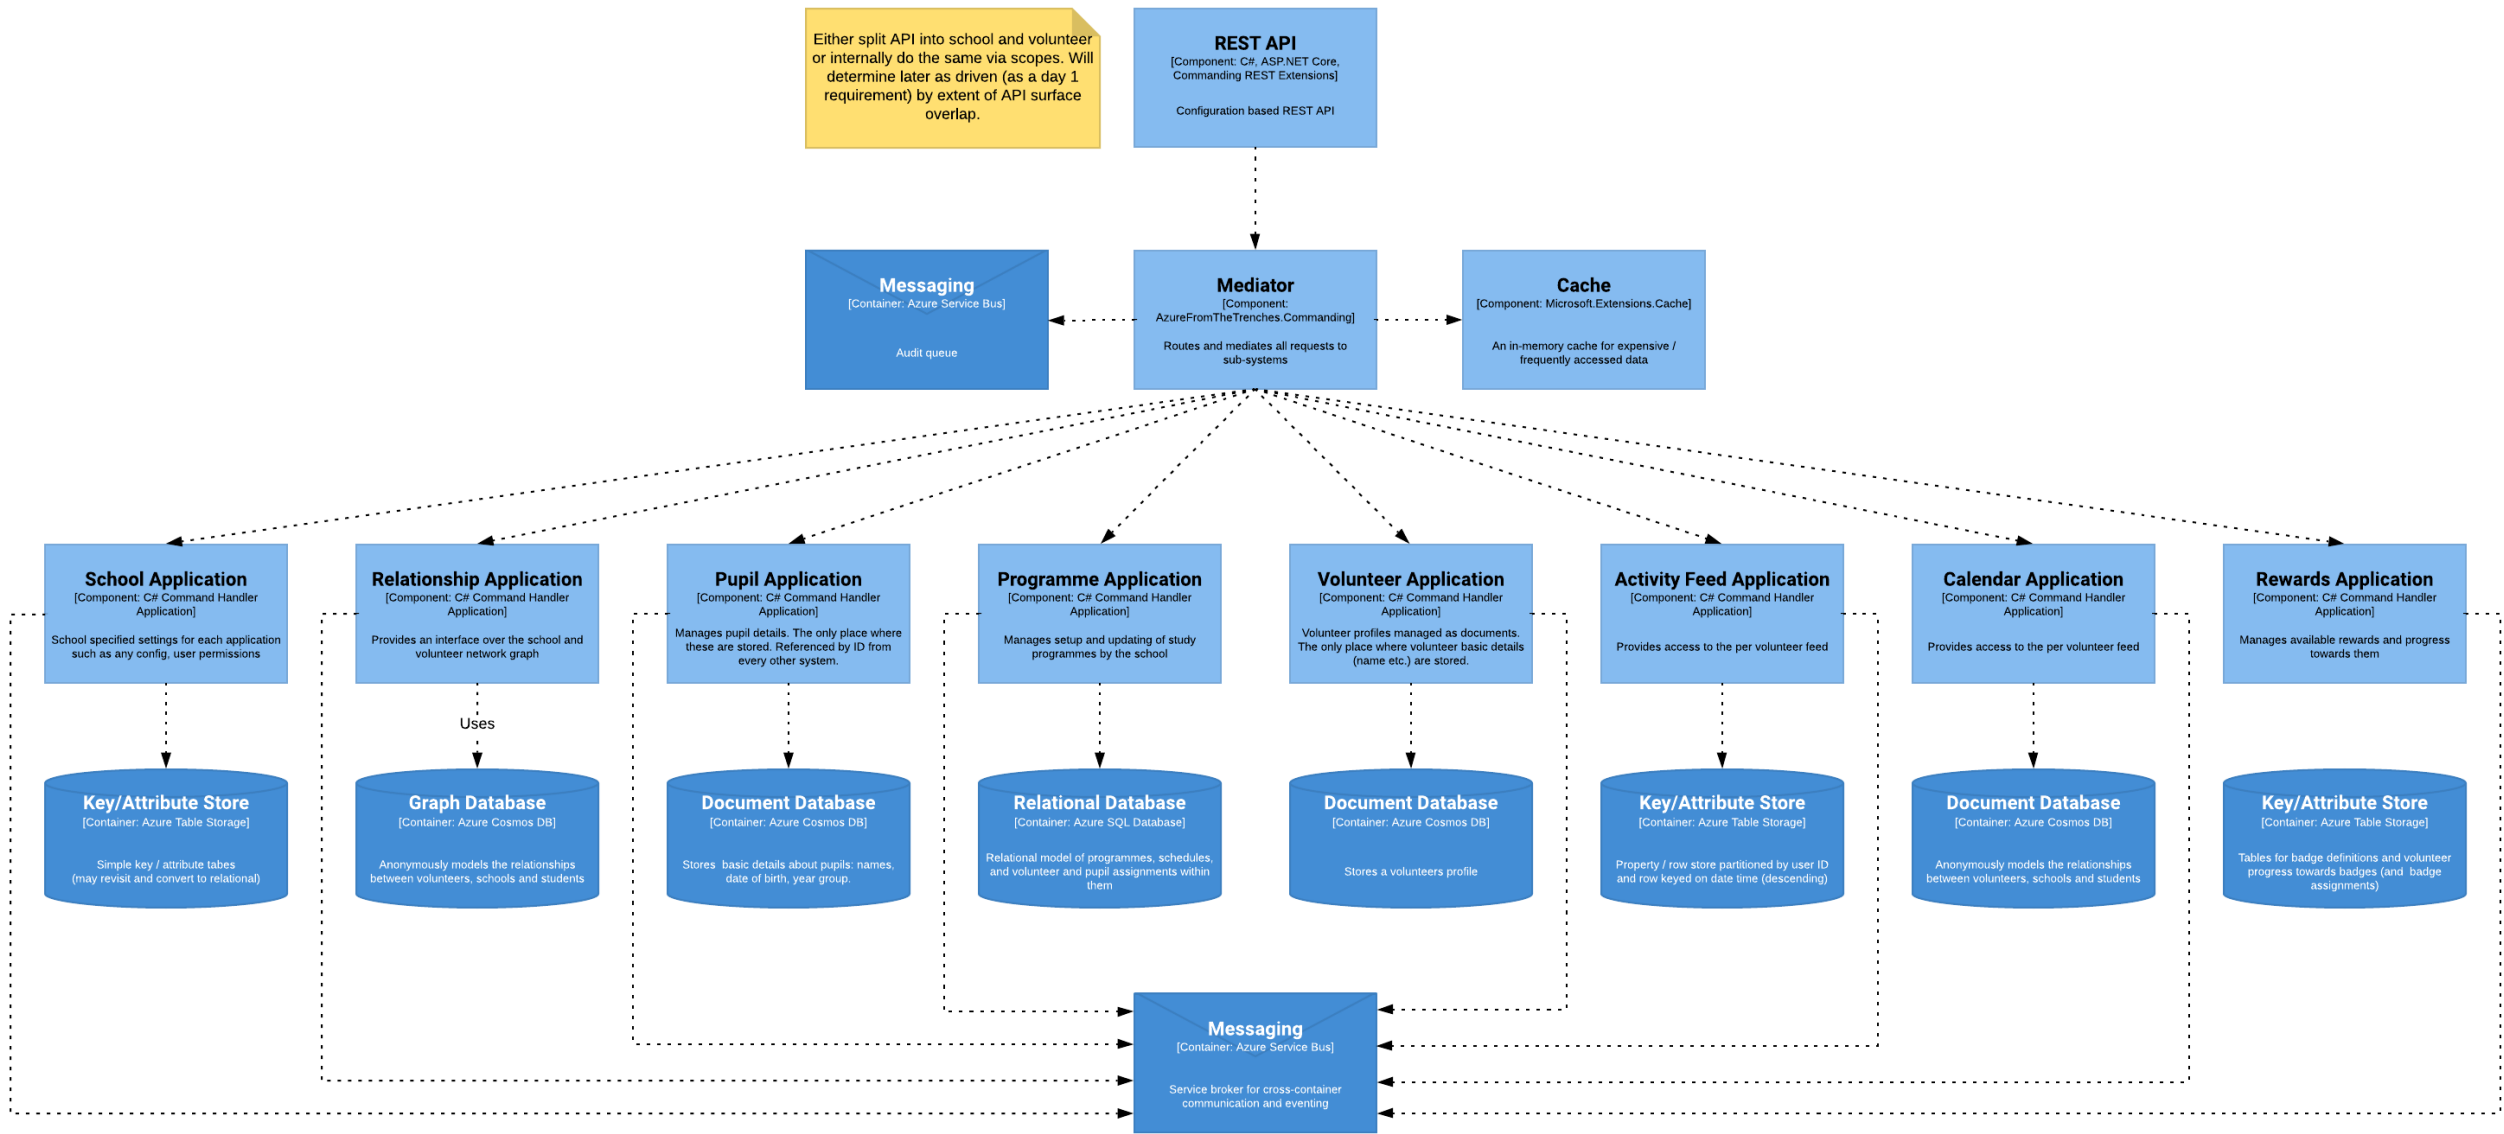 Either split API into school and volunteer
or internally do the same via scopes. Will
determine later as driven (as a day 1
requirement) by extent of API surface
overlap.
REST API
[Component: C#, ASP.NET Core,
Commanding REST Extensions]
Configuration based REST API
Messaging
[Container: Azure Service Bus]
Audit queue
Mediator
[Component:
AzureFromTheTrenches.Commanding]
Routes and mediates all requests to
sub-systems
Cache
[Component: Microsoft.Extensions.Cache]
An in-memory cache for expensive /
frequently accessed data
School Application
[Component: C# Command Handler
Application]
School specified settings for each application
such as any config, user permissions
Relationship Application
[Component: C# Command Handler
Application]
Provides an interface over the school and
volunteer network graph
Pupil Application
[Component: C# Command Handler
Application]
Manages pupil details. The only place where
these are stored. Referenced by ID from
every other system.
Programme Application
[Component: C# Command Handler
Application]
Manages setup and updating of study
programmes by the school
Volunteer Application
[Component: C# Command Handler
Application]
Volunteer profiles managed as documents.
The only place where volunteer basic details
(name etc.) are stored.
Activity Feed Application
[Component: C# Command Handler
Application]
Provides access to the per volunteer feed
Calendar Application
[Component: C# Command Handler
Application]
Provides access to the per volunteer feed
Rewards Application
[Component: C# Command Handler
Application]
Manages available rewards and progress
towards them
Uses
Key/Attribute Store
[Container: Azure Table Storage]
Simple key / attribute tabes
(may revisit and convert to relational)
Graph Database
[Container: Azure Cosmos DB]
Anonymously models the relationships
between volunteers, schools and students
Document Database
[Container: Azure Cosmos DB]
Stores basic details about pupils: names,
date of birth, year group.
Relational Database
[Container: Azure SQL Database]
Relational model of programmes, schedules,
and volunteer and pupil assignments within
them
Document Database
[Container: Azure Cosmos DB]
Stores a volunteers profile
Key/Attribute Store
[Container: Azure Table Storage]
Property / row store partitioned by user ID
and row keyed on date time (descending)
Document Database
[Container: Azure Cosmos DB]
Anonymously models the relationships
between volunteers, schools and students
Key/Attribute Store
[Container: Azure Table Storage]
Tables for badge definitions and volunteer
progress towards badges (and badge
assignments)
Messaging
[Container: Azure Service Bus]
Service broker for cross-container
communication and eventing